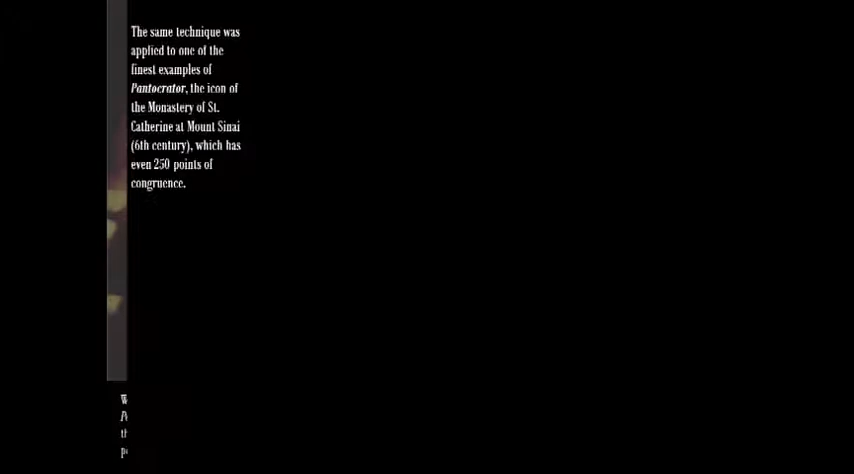 The same technique was
applied to one of the
finest examples of
Pantocrator, the icon of
the Monastery of St.
Catherine at Mount Sinai
(6th century), which has
even 250 points of
congruence.